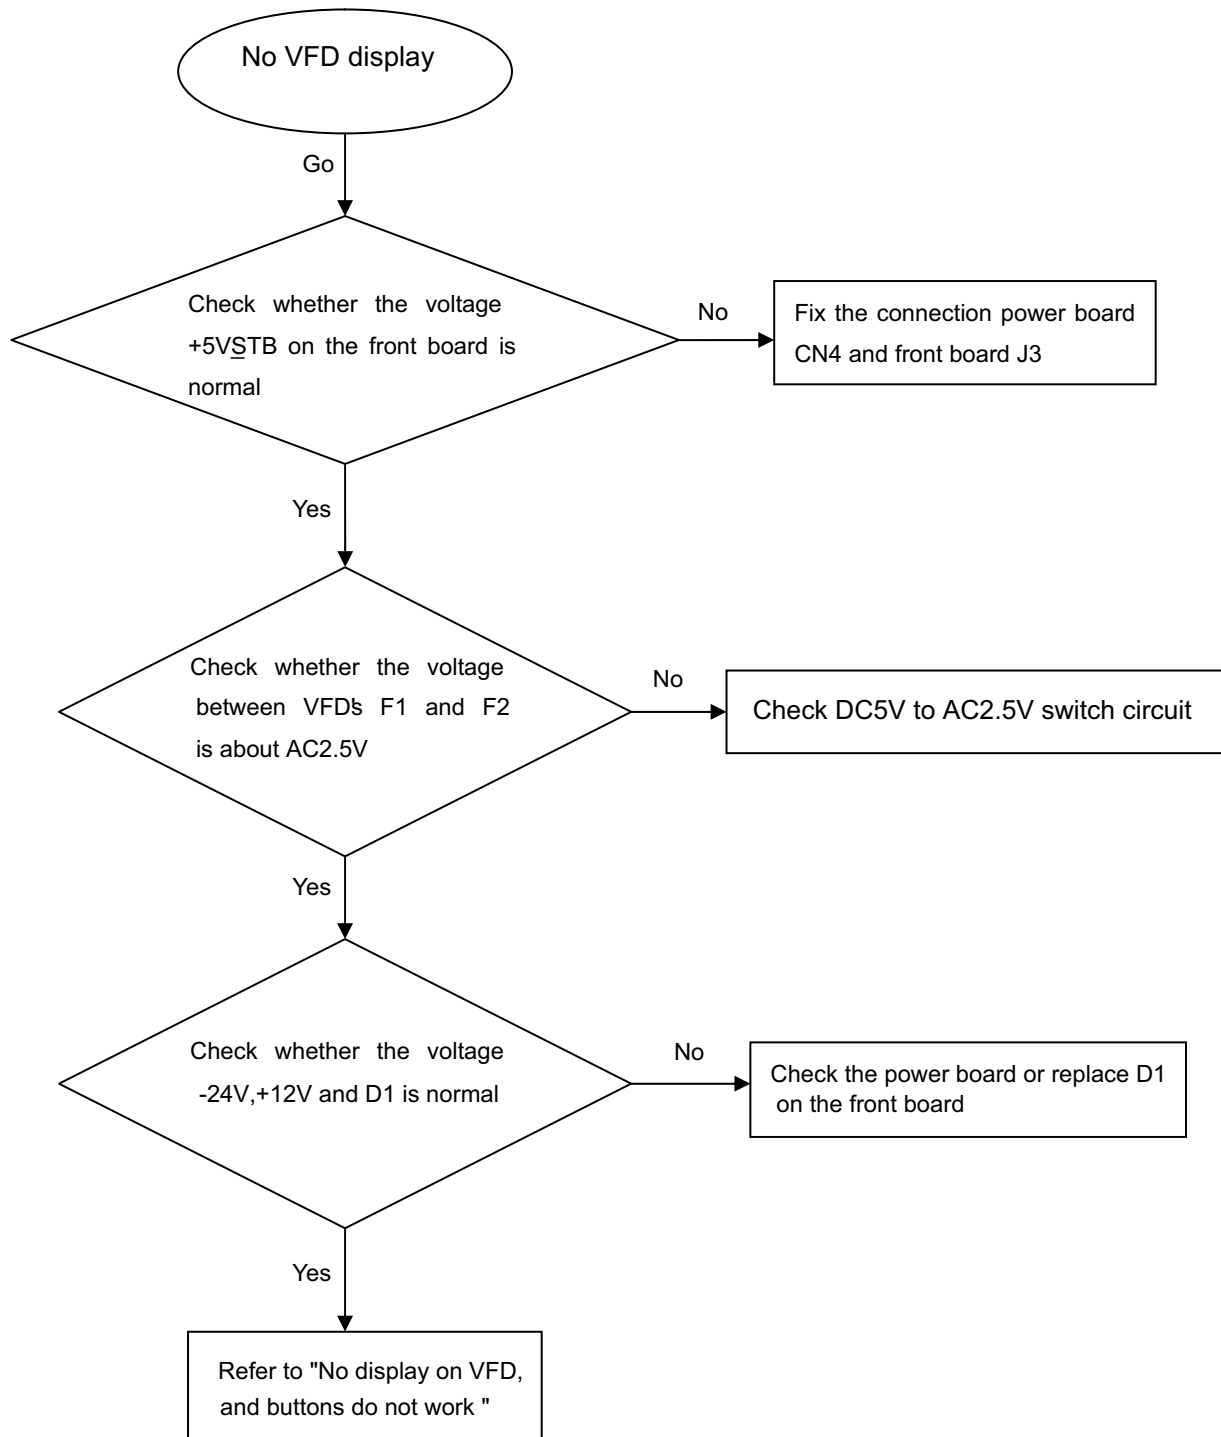 No VFD display
Go
Check whether the voltage
+5VSTB on the front board is
normal
No
Fix the connection power board
CN4 and front board J3
Yes
Check whether the voltage
between VFD's F1 and F2
is about AC2.5V
No
Check DC5V to AC2.5V switch circuit
Yes
Check whether the voltage
-24V,+12V and D1 is normal
No
Check the power board or replace D1
on the front board
Yes
Refer to "No display on VFD,
and buttons do not work "